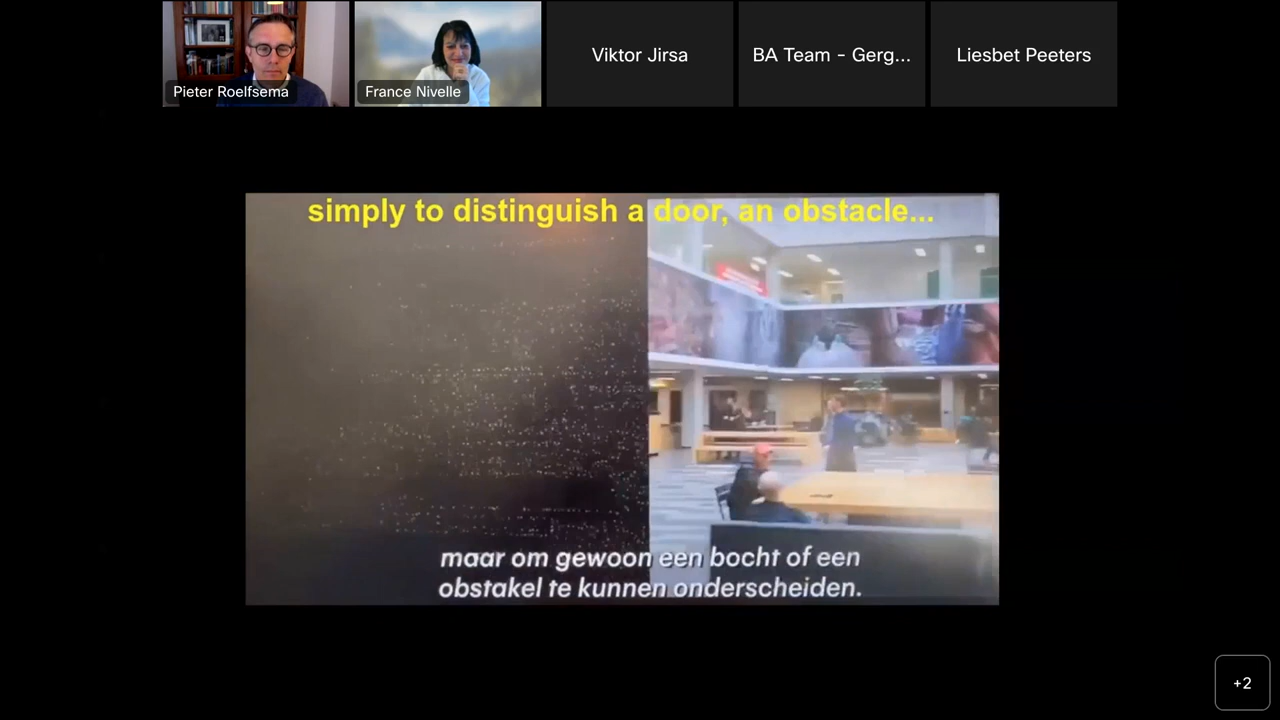 Pieter Roelfsema
France Nivelle
Viktor Jirsa
BA Team - Gerg...
Liesbet Peeters
simply to distinguish a door, an obstacle...
maar om gewoon een bocht of een
obstakel te kunnen onderscheiden.
+2